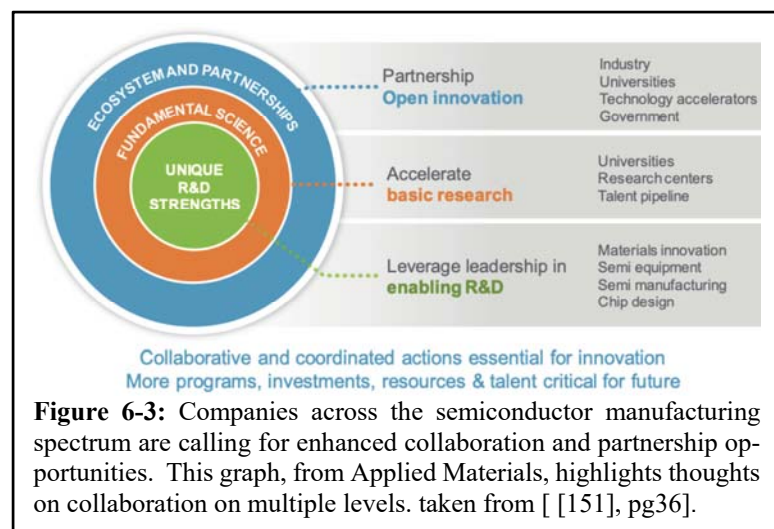 ECOSYSTEM AND PARTNERSHIPS
FUNDAMENTAL SCIENCE
UNIQUE
R&D
STRENGTHS
Partnership
Open innovation
Industry
Universities
Technology accelerators
Government
Accelerate
basic research
Universities
Research centers
Talent pipeline
Leverage leadership in
enabling R&D
Materials innovation
Semi equipment
Semi manufacturing
Chip design
Collaborative and coordinated actions essential for innovation
More programs, investments, resources & talent critical for future
Figure 6-3: Companies across the semiconductor manufacturing
spectrum are calling for enhanced collaboration and partnership op-
portunities. This graph, from Applied Materials, highlights thoughts
on collaboration on multiple levels. taken from [ [151], pg36].